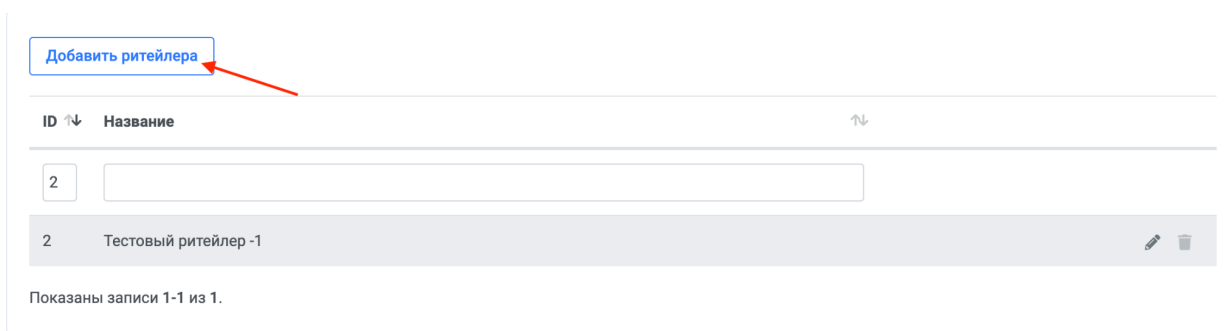 Добавить ритейлера
ID Название
2
2 Тестовый ритейлер -1
Показаны записи 1-1 из 1.